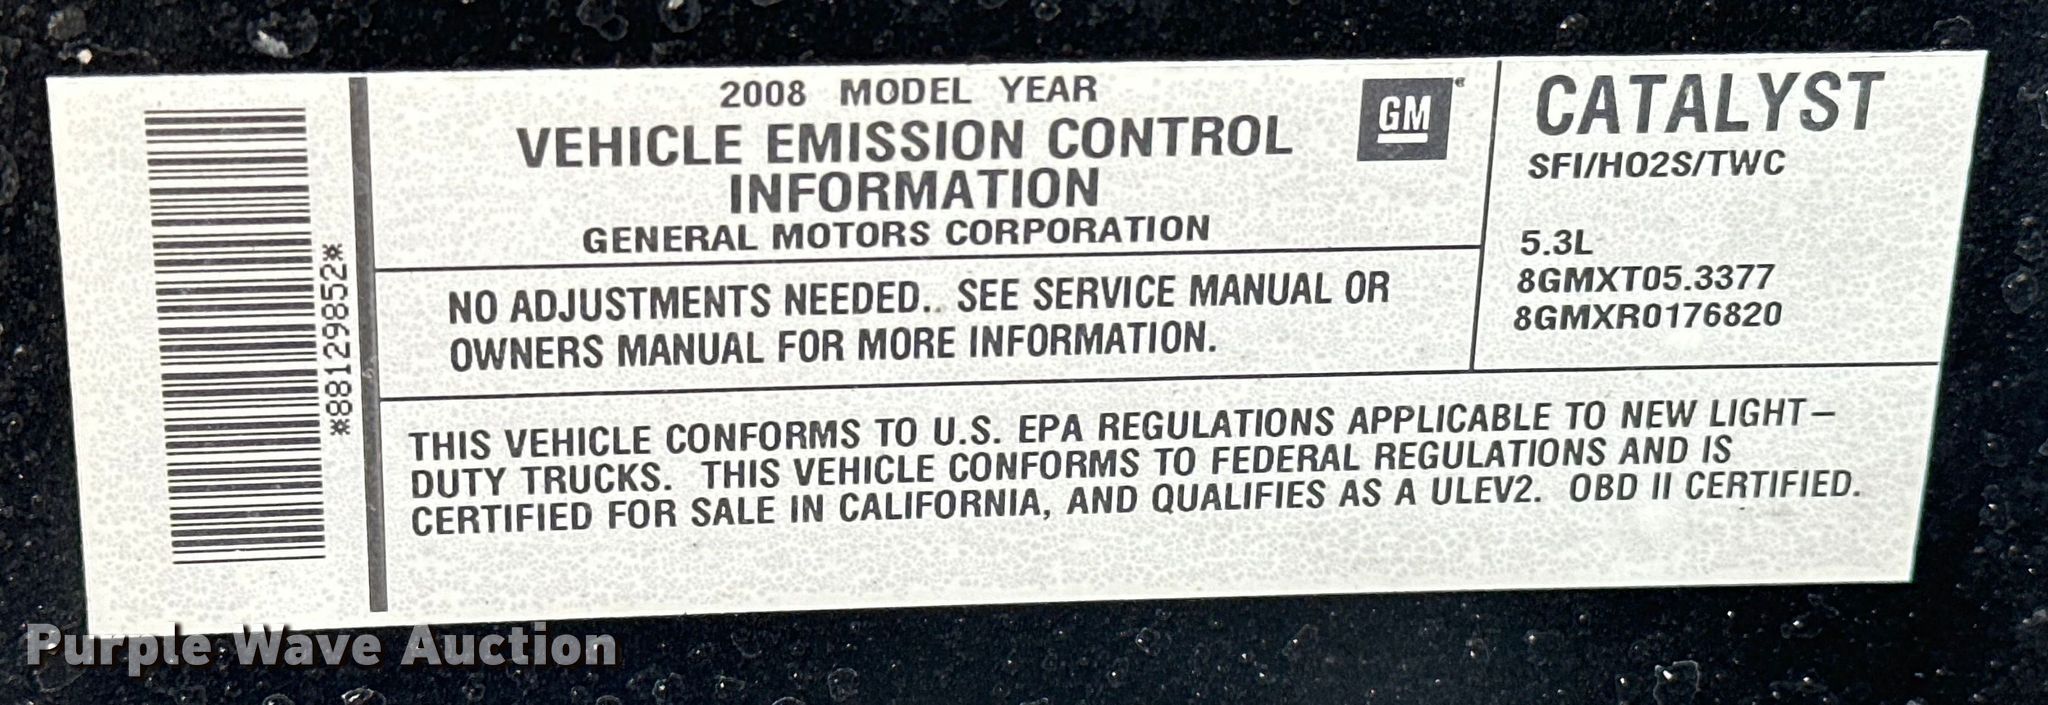 2008 MODEL YEAR
VEHICLE EMISSION CONTROL
INFORMATION
GENERAL MOTORS CORPORATION
GM
NO ADJUSTMENTS NEEDED.. SEE SERVICE MANUAL OR
OWNERS MANUAL FOR MORE INFORMATION.
CATALYST
SFI/HO2S/TWC
5.3L
8GMXT05.3377
8GMXR0176820
THIS VEHICLE CONFORMS TO U.S. EPA REGULATIONS APPLICABLE TO NEW LIGHT-
DUTY TRUCKS. THIS VEHICLE CONFORMS TO FEDERAL REGULATIONS AND IS
CERTIFIED FOR SALE IN CALIFORNIA, AND QUALIFIES AS A ULEV2. OBD II CERTIFIED.
*88129852*
Purple Wave Auction